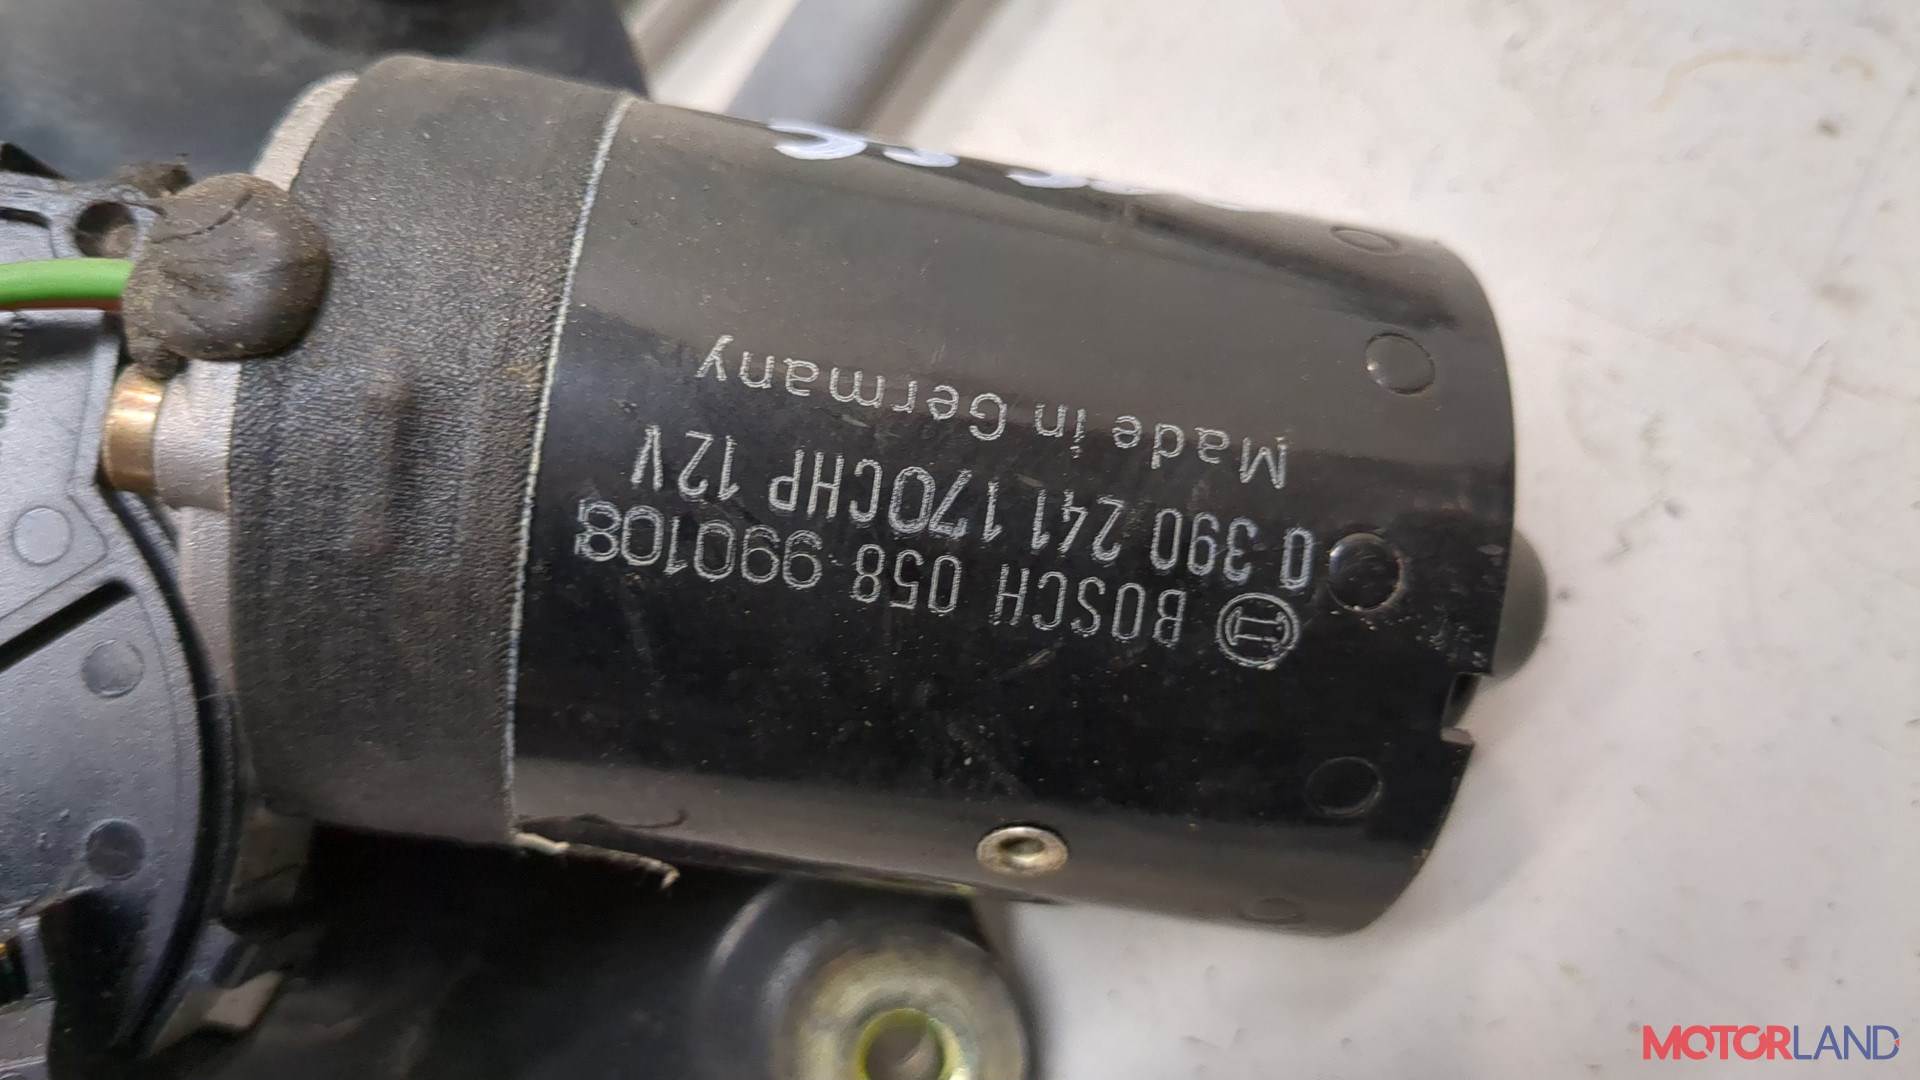 BOSCH 058 990108
0 390 241 170CHP 12V
Made in Germany
MOTORLAND